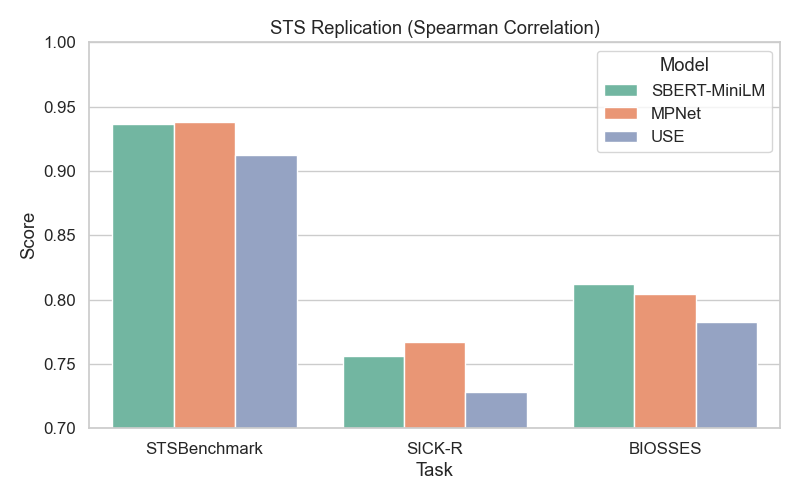 STS Replication (Spearman Correlation)
Model
SBERT-MiniLM
MPNet
USE
Score
1.00
0.95
0.90
0.85
0.80
0.75
0.70
STSBenchmark
SICK-R
BIOSSES
Task